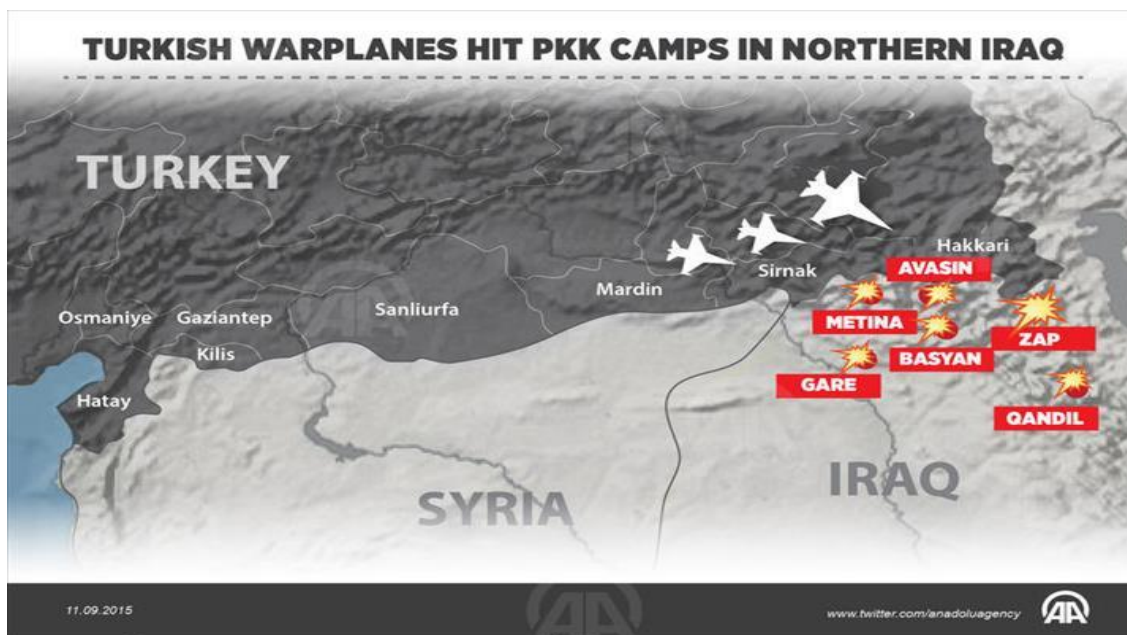 TURKISH WARPLANES HIT PKK CAMPS IN NORTHERN IRAQ
TURKEY
Hakkari
AVASIN
Sirnak
Mardin
Sanliurfa
Osmaniye
Gaziantep
METINA
ZAP
Kilis
BASYAN
GARE
Hatay
QANDIL
IRAQ
SYRIA
11.09.2015
www.twitter.com/anadoluagency
AA